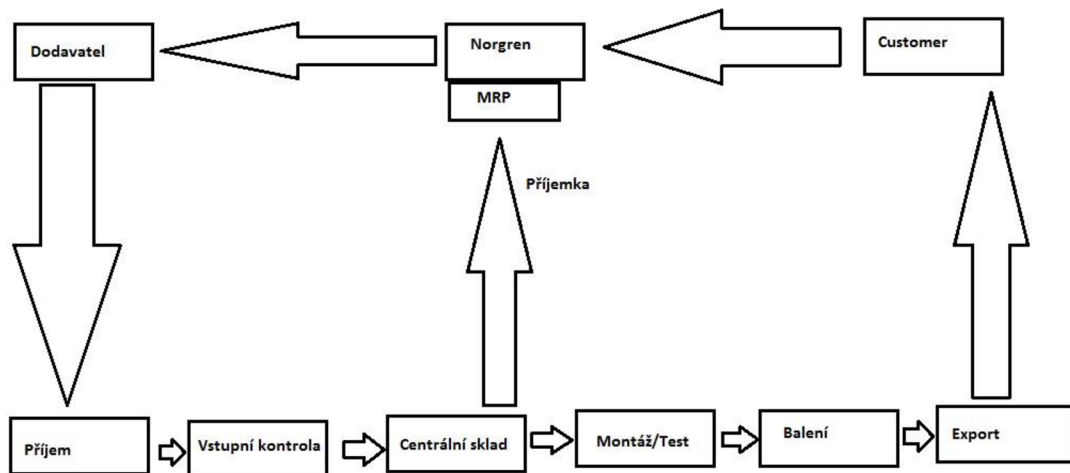 Dodavatel
Norgren
Customer
MRP
Příjemka
Příjem
Vstupní kontrola
Centrální sklad
Montáž/Test
Balení
Export